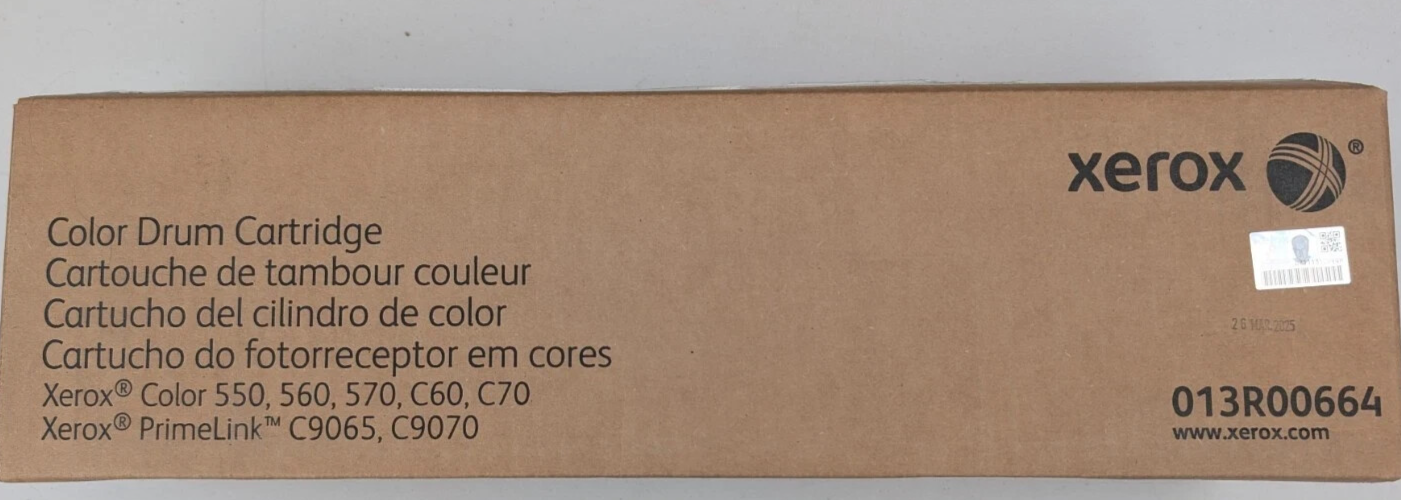 xerox ®
Color Drum Cartridge
Cartouche de tambour couleur
Cartucho del cilindro de color
Cartucho do fotorreceptor em cores
Xerox® Color 550, 560, 570, C60, C70
Xerox® PrimeLink™ C9065, C9070
2025
013R00664
www.xerox.com